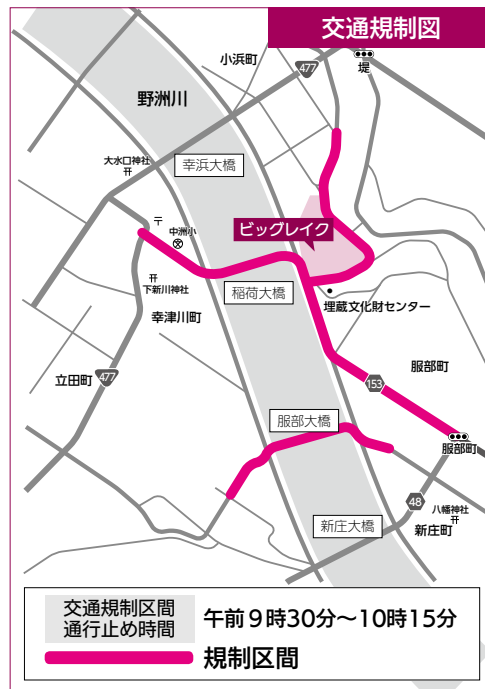 交通規制図
小浜町
477
堤
野洲川
大水口神社
幸浜大橋
〒
中洲小
文
ビッグレイク
下新川神社
稲荷大橋
埋蔵文化財センター
幸津川町
立田町
477
服部町
153
服部大橋
服部町
48
八幡神社
新庄大橋
新庄町
交通規制区間
通行止め時間
午前9時30分～10時15分
規制区間